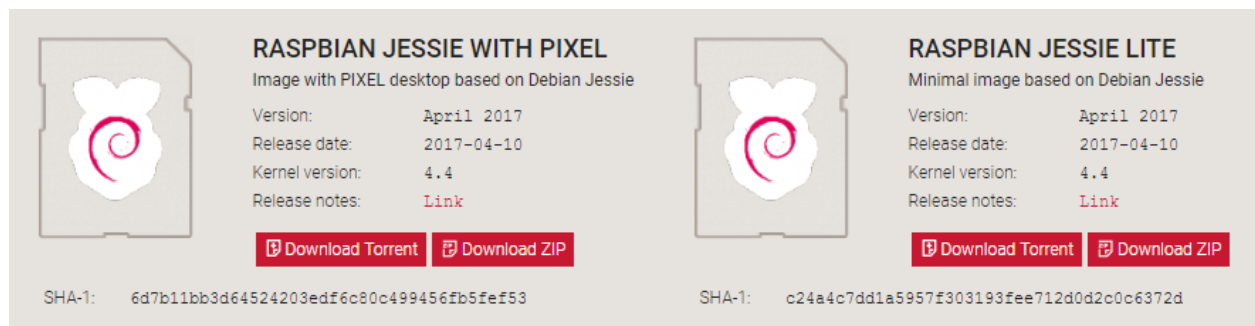 RASPBIAN JESSIE WITH PIXEL
Image with PIXEL desktop based on Debian Jessie
Version: April 2017
Release date: 2017-04-10
Kernel version: 4.4
Release notes: Link
Download Torrent Download ZIP
SHA-1: 6d7b11bb3d64524203edf6c80c499456fb5fef53
RASPBIAN JESSIE LITE
Minimal image based on Debian Jessie
Version: April 2017
Release date: 2017-04-10
Kernel version: 4.4
Release notes: Link
Download Torrent Download ZIP
SHA-1: c24a4c7dd1a5957f303193fee712d0d2c0c6372d